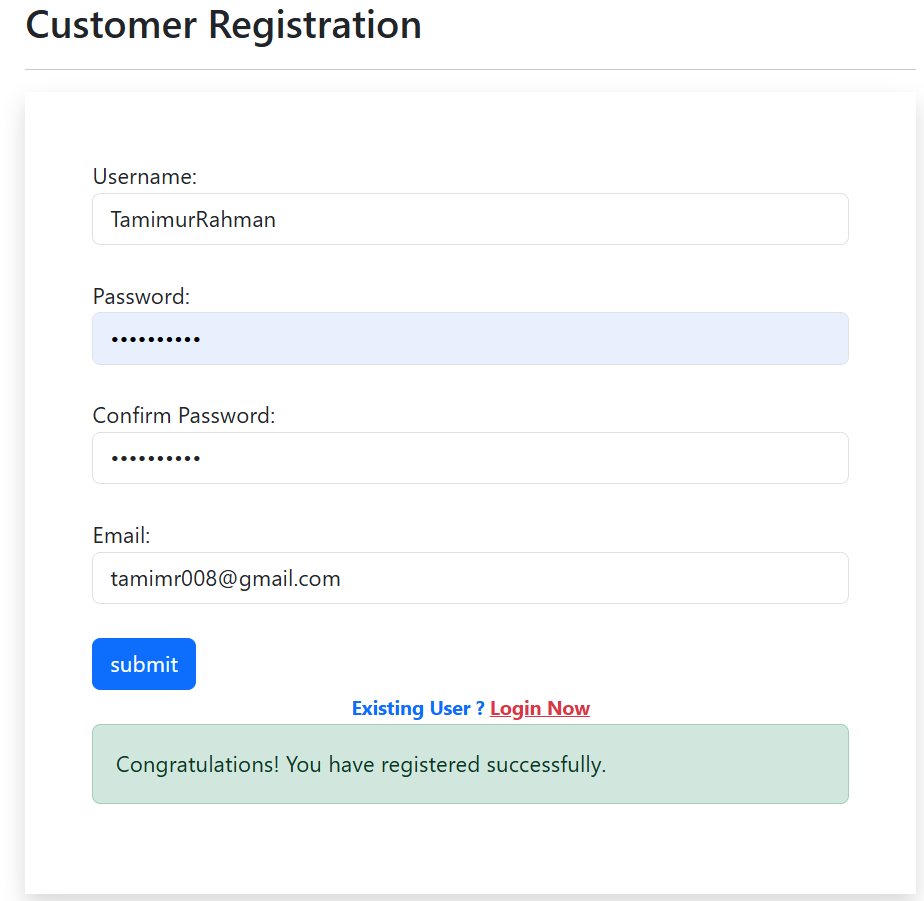 Customer Registration
Username:
TamimurRahman
Password:
••••••••••
Confirm Password:
••••••••••
Email:
tamimr008@gmail.com
submit
Existing User ? Login Now
Congratulations! You have registered successfully.